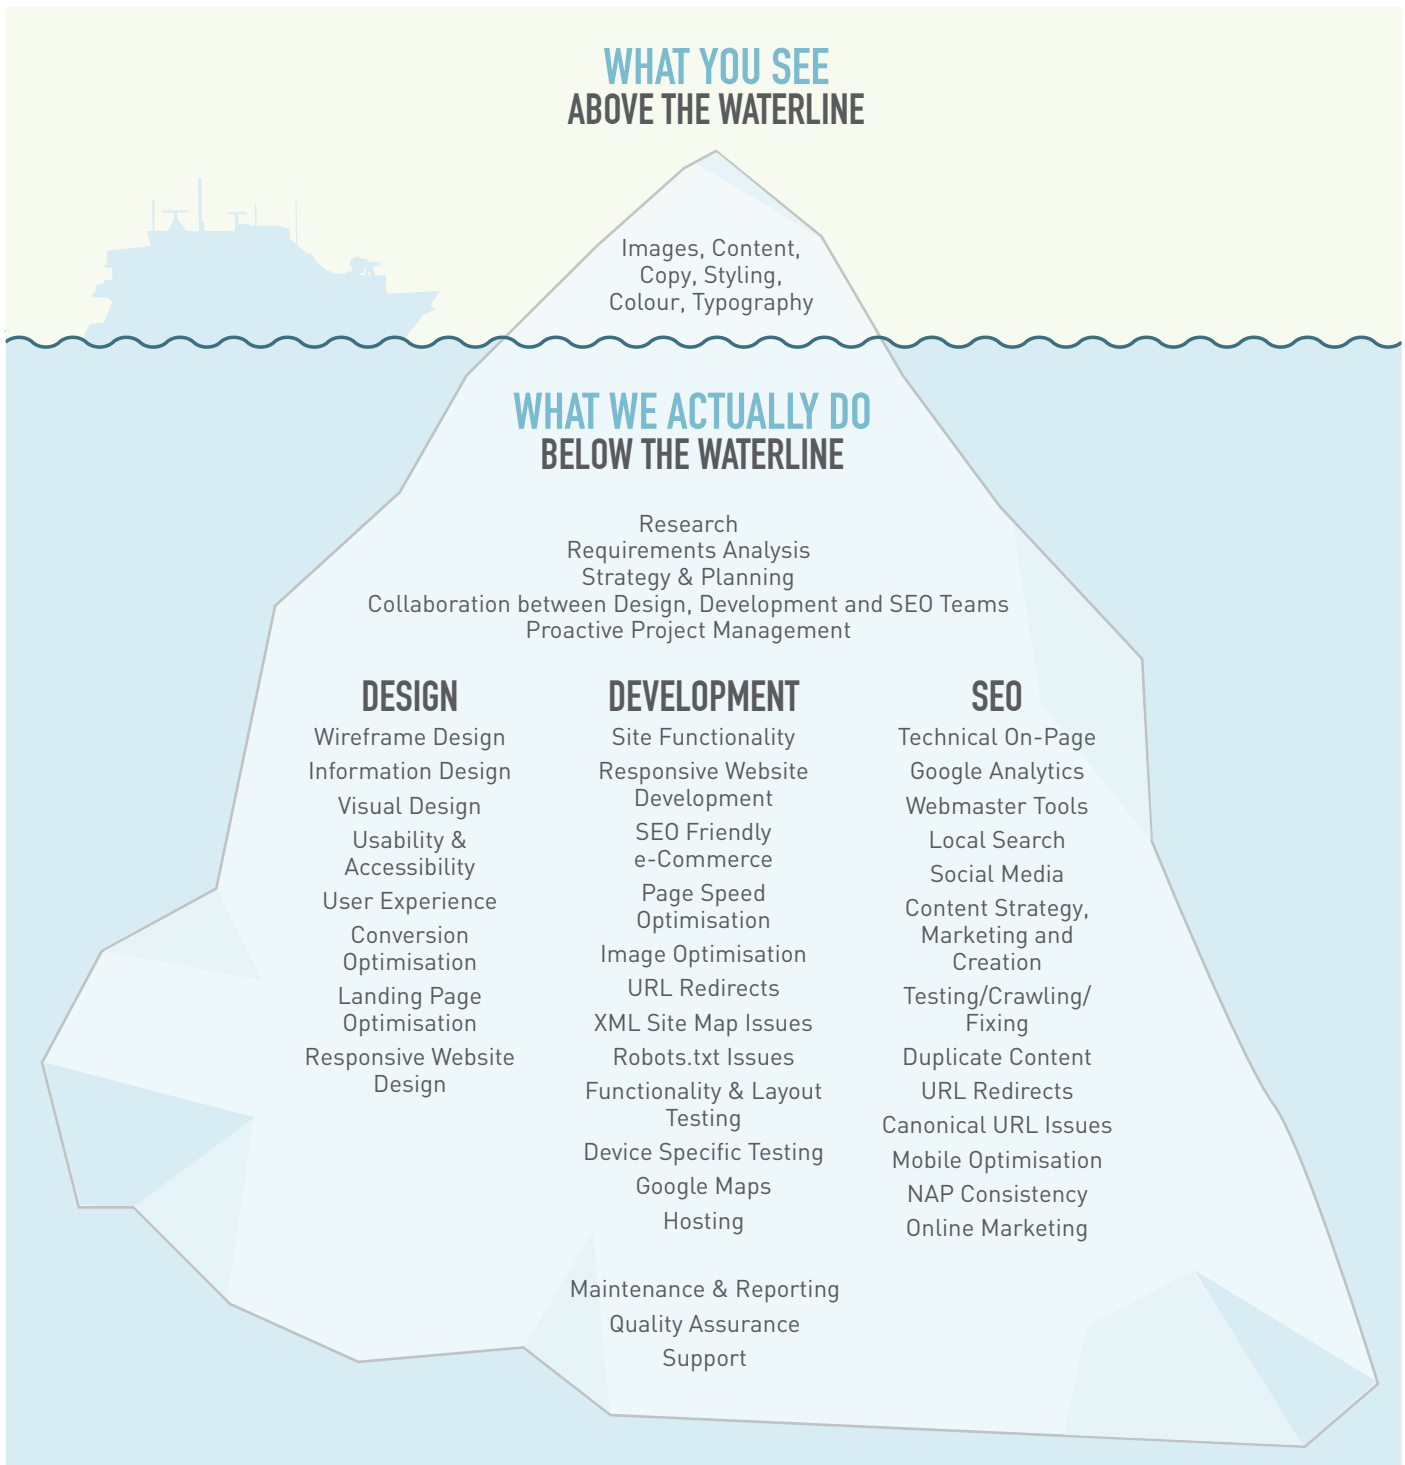 WHAT YOU SEE
ABOVE THE WATERLINE
Images, Content,
Copy, Styling,
Colour, Typography
WHAT WE ACTUALLY DO
BELOW THE WATERLINE
Research
Requirements Analysis
Strategy & Planning
Collaboration between Design, Development and SEO Teams
Proactive Project Management
DESIGN
Wireframe Design
Information Design
Visual Design
Usability &
Accessibility
User Experience
Conversion
Optimisation
Landing Page
Optimisation
Responsive Website
Design
DEVELOPMENT
Site Functionality
Responsive Website
Development
SEO Friendly
e-Commerce
Page Speed
Optimisation
Image Optimisation
URL Redirects
XML Site Map Issues
Robots.txt Issues
Functionality & Layout
Testing
Device Specific Testing
Google Maps
Hosting
SEO
Technical On-Page
Google Analytics
Webmaster Tools
Local Search
Social Media
Content Strategy,
Marketing and
Creation
Testing/Crawling/
Fixing
Duplicate Content
URL Redirects
Canonical URL Issues
Mobile Optimisation
NAP Consistency
Online Marketing
Maintenance & Reporting
Quality Assurance
Support